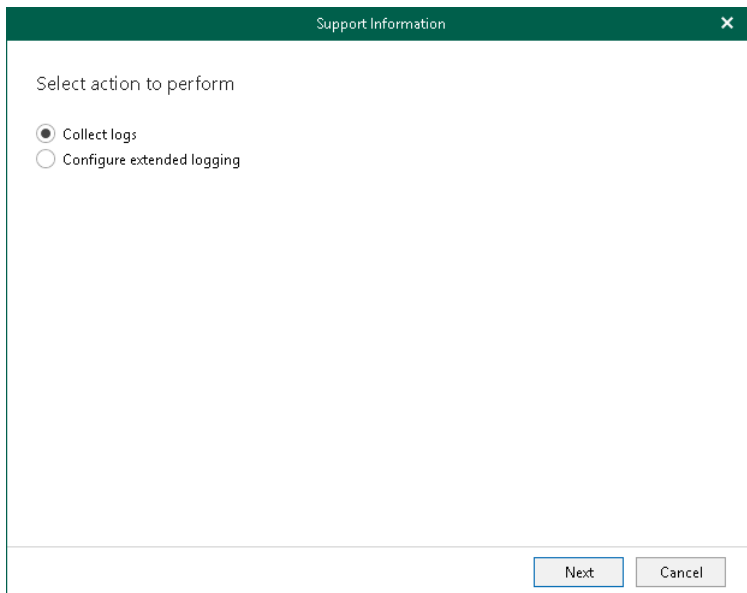 Support Information
Select action to perform
Collect logs
Configure extended logging
Next
Cancel